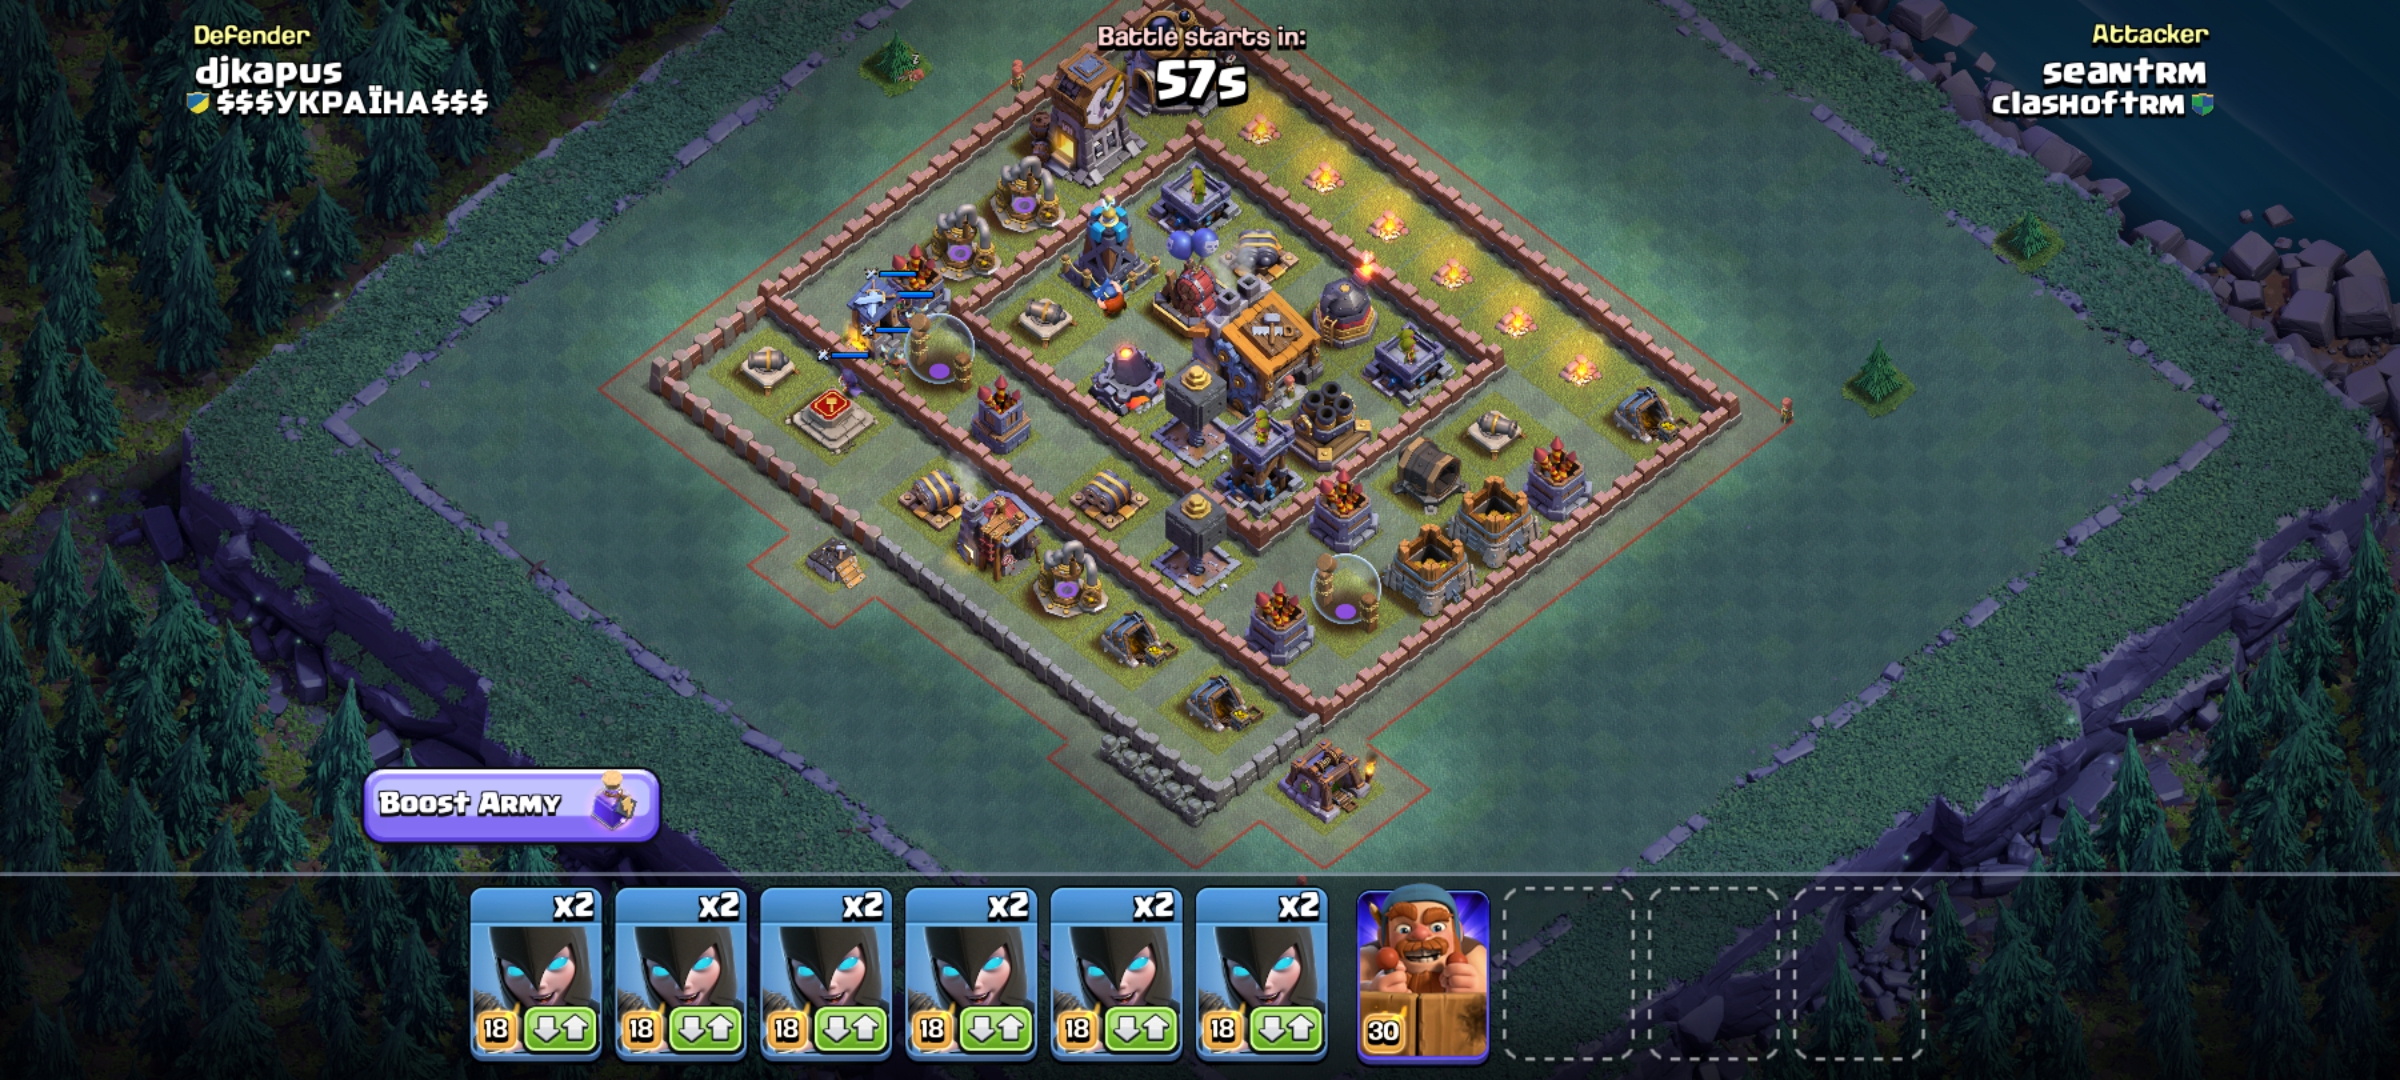 Defender
djkapus
$$$УКРАЇНА$$$
Battle starts in:
57s
Attacker
seantRM
clashoftRM
Boost Army
x2
x2
x2
x2
x2
x2
18
18
18
18
18
18
30